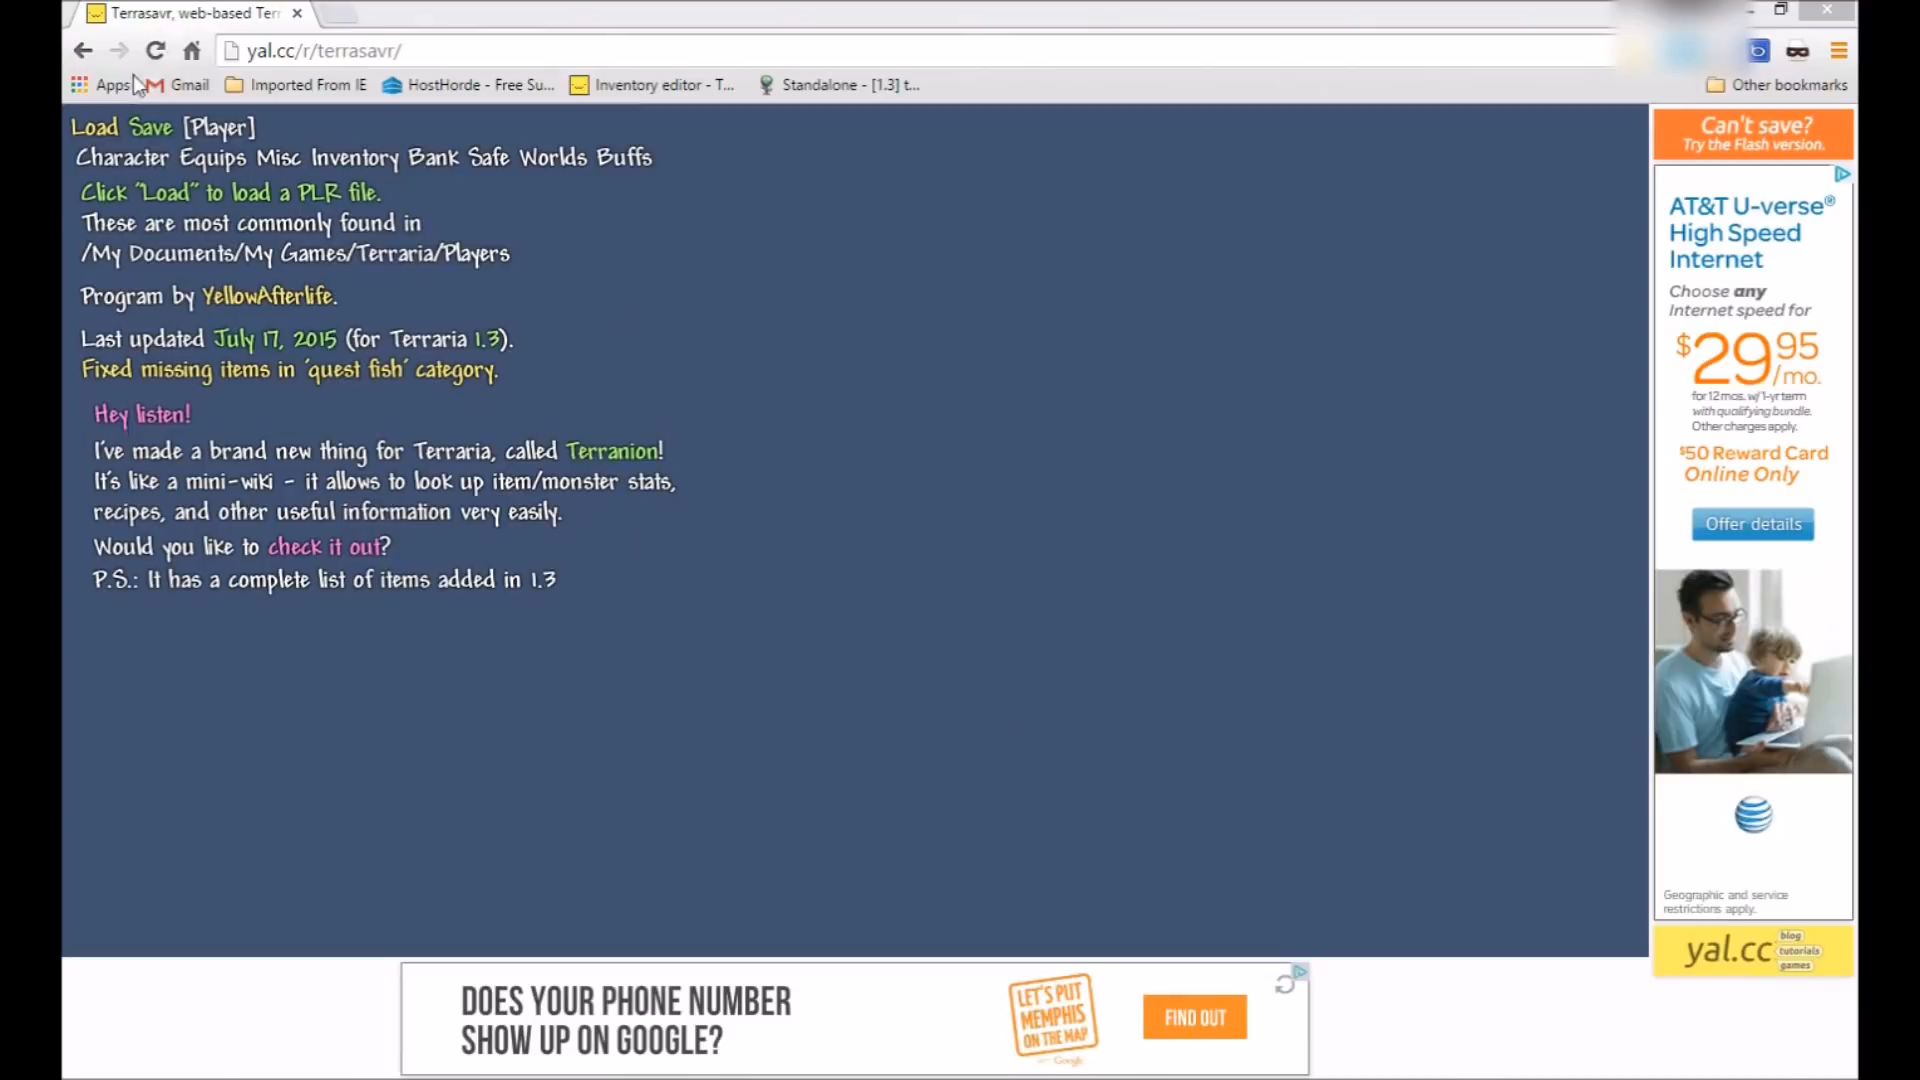 Terrasavr, web-based Terr
yal.cc/r/terrasavr/
Apps Gmail Imported From IE HostHorde - Free Su... Inventory editor - T... Standalone - [1.3] t... Other bookmarks
Load Save [Player]
Character Equips Misc Inventory Bank Safe Worlds Buffs
Click "Load" to load a PLR file.
These are most commonly found in
/My Documents/My Games/Terraria/Players
Program by YellowAfterlife.
Last updated July 17, 2015 (for Terraria 1.3).
Fixed missing items in 'quest fish' category.
Hey listen!
I've made a brand new thing for Terraria, called Terranion!
It's like a mini-wiki - it allows to look up item/monster stats,
recipes, and other useful information very easily.
Would you like to check it out?
P.S.: It has a complete list of items added in 1.3
Can't save?
Try the Flash version.
AT&T U-verse®
High Speed
Internet
Choose any
Internet speed for
$29.95
/mo.
for 12 mos. w/1-yr term
with qualifying bundle.
Other charges apply.
$50 Reward Card
Online Only
Offer details
Geographic and service
restrictions apply.
yal.cc
blog
tutorials
games
DOES YOUR PHONE NUMBER
SHOW UP ON GOOGLE?
LET'S PUT
MEMPHIS
ON THE MAP
Google
FIND OUT